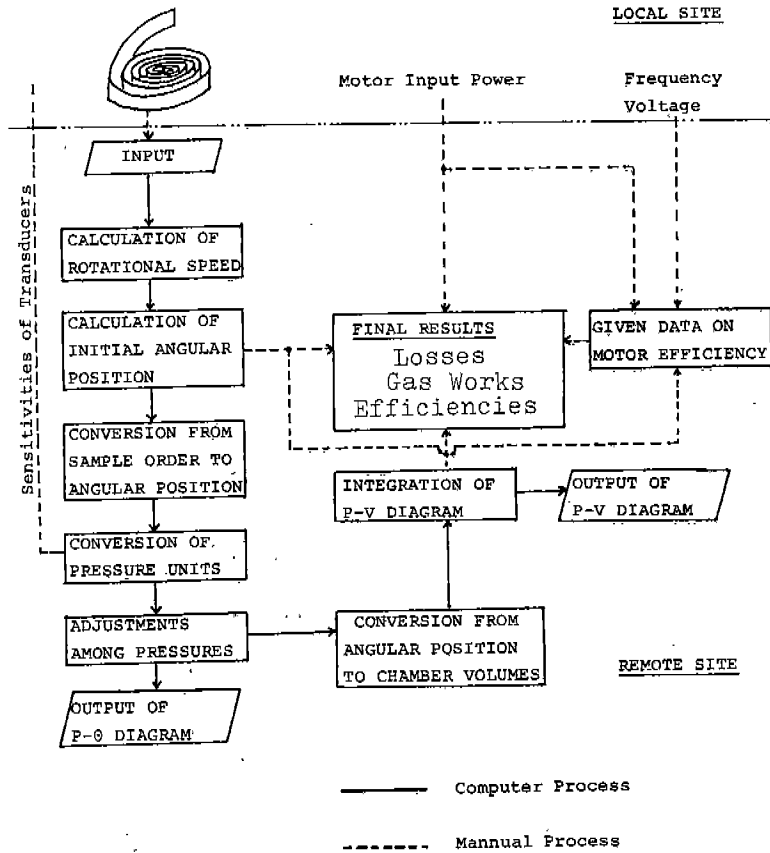 LOCAL SITE
Motor Input Power
Frequency
Voltage
INPUT
Sensitivities of Transducers
CALCULATION OF
ROTATIONAL SPEED
CALCULATION OF
INITIAL ANGULAR
POSITION
FINAL RESULTS
Losses
Gas Works
Efficiencies
GIVEN DATA ON
MOTOR EFFICIENCY
CONVERSION FROM
SAMPLE ORDER TO
ANGULAR POSITION
INTEGRATION OF
P-V DIAGRAM
OUTPUT OF
P-V DIAGRAM
CONVERSION OF
PRESSURE UNITS
ADJUSTMENTS
AMONG PRESSURES
CONVERSION FROM
ANGULAR POSITION
TO CHAMBER VOLUMES
REMOTE SITE
OUTPUT OF
P-θ DIAGRAM
Computer Process
Mannual Process